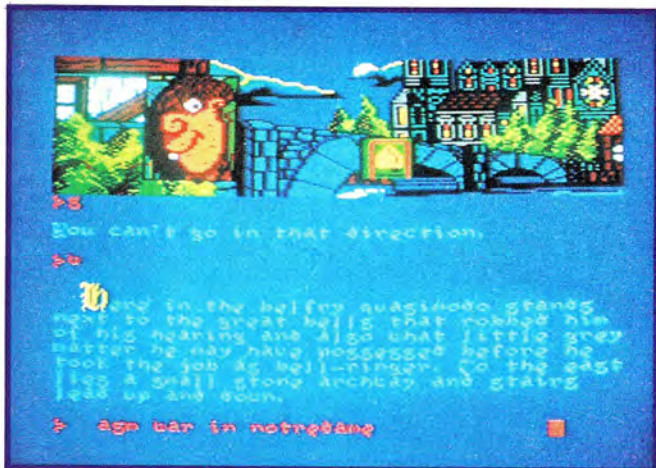 >s
You can't go in that direction.
>u
Here in the belfry quasimodo stands
next to the great bells that robbed him
of his hearing and also what little grey
matter he may have possessed before he
took the job as bell-ringer. To the east
lies a small stone archway and stairs
lead up and down.
> agm war in notredame